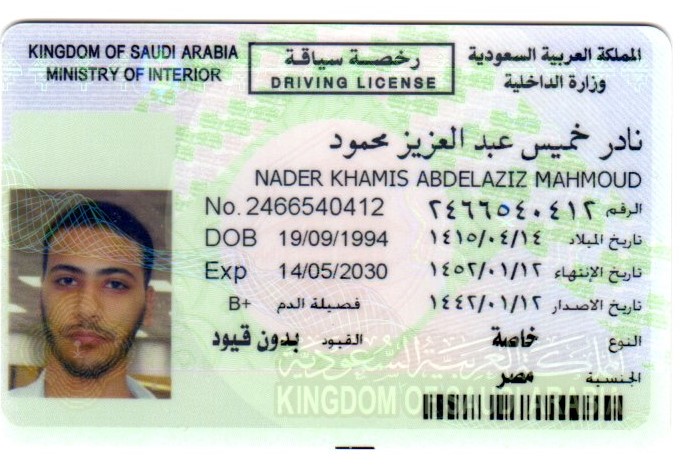 KINGDOM OF SAUDI ARABIA
MINISTRY OF INTERIOR
رخصة سياقة
DRIVING LICENSE
المملكة العربية السعودية
وزارة الداخلية
نادر خميس عبد العزيز محمود
NADER KHAMIS ABDELAZIZ MAHMOUD
No. 2466540412 الرقم ٢٤٦٦٥٤٠٤١٢
DOB 19/09/1994 تاريخ الميلاد ١٤١٥/٠٤/١٤
Exp 14/05/2030 تاريخ الإنتهاء ١٤٥٢/٠١/١٢
B+ فصيلة الدم تاريخ الاصدار ١٤٤٢/٠١/١٢
النوع خاصة القيود بدون قيود
المملكة العربية السعودية
الجنسية مصر
KINGDOM OF SAUDI ARABIA